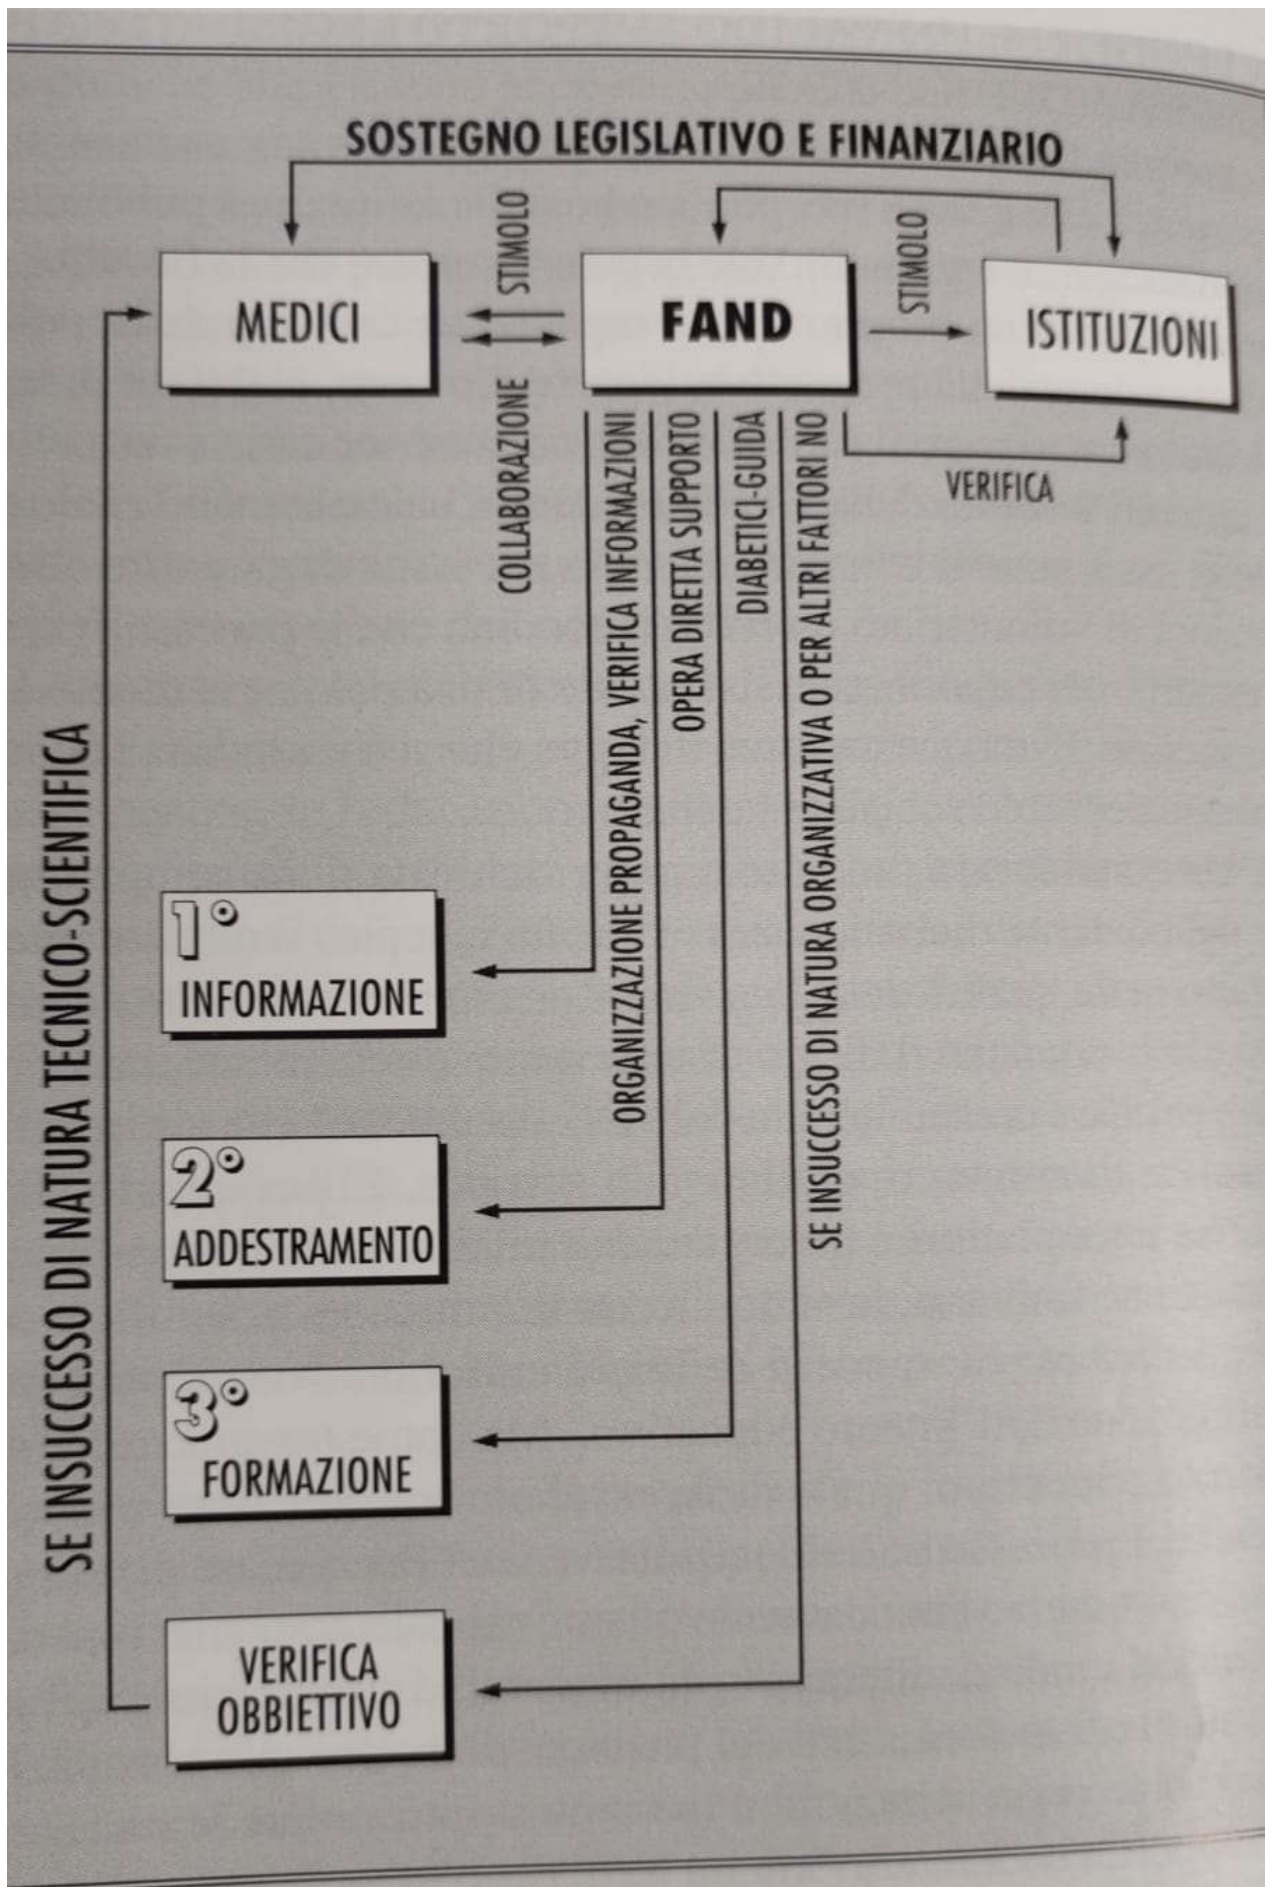 SOSTEGNO LEGISLATIVO E FINANZIARIO
MEDICI
STIMOLO
COLLABORAZIONE
FAND
STIMOLO
ISTITUZIONI
VERIFICA
ORGANIZZAZIONE PROPAGANDA, VERIFICA INFORMAZIONI
OPERA DIRETTA SUPPORTO
DIABETICI-GUIDA
SE INSUCCESSO DI NATURA ORGANIZZATIVA O PER ALTRI FATTORI NO
SE INSUCCESSO DI NATURA TECNICO-SCIENTIFICA
1°
INFORMAZIONE
2°
ADDESTRAMENTO
3°
FORMAZIONE
VERIFICA
OBBIETTIVO